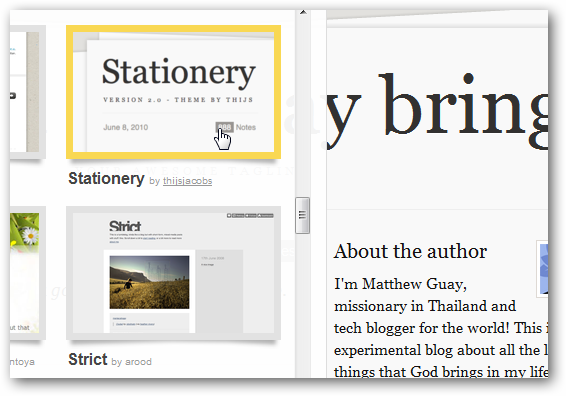 Stationery
VERSION 2.0 - THEME BY THIJS
June 8, 2010
Notes
Stationery by thijsjacobs
Strict
Strict by arood
ay bring
About the author
I'm Matthew Guay,
missionary in Thailand and
tech blogger for the world! This i
experimental blog about all the l
things that God brings in my life